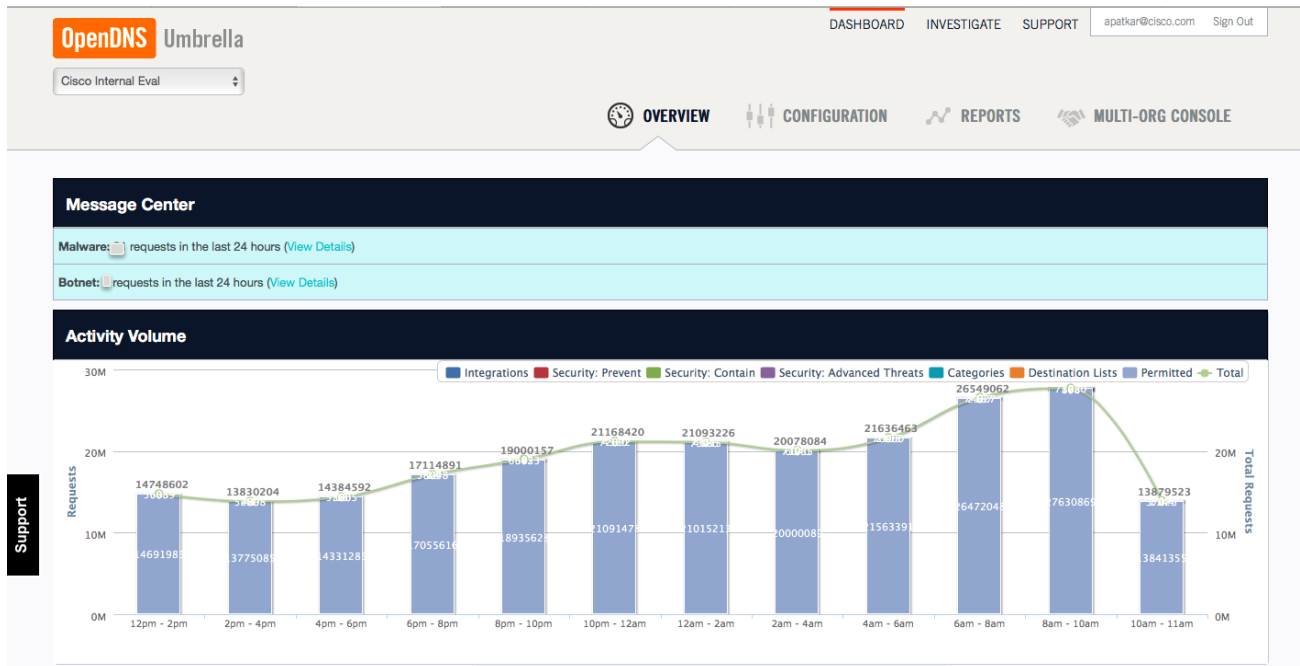 OpenDNS Umbrella
DASHBOARD INVESTIGATE SUPPORT apatkar@cisco.com Sign Out
Cisco Internal Eval
OVERVIEW CONFIGURATION REPORTS MULTI-ORG CONSOLE
Message Center
Malware: requests in the last 24 hours (View Details)
Botnet: requests in the last 24 hours (View Details)
Activity Volume
Integrations Security: Prevent Security: Contain Security: Advanced Threats Categories Destination Lists Permitted Total
30M
20M
10M
0M
Requests
14748602 13830204 14384592 17114891 19000157 21168420 21093226 20078084 21636463 26549062 13879523
17055616 27630869
20M
10M
0M
Total Requests
12pm - 2pm 2pm - 4pm 4pm - 6pm 6pm - 8pm 8pm - 10pm 10pm - 12am 12am - 2am 2am - 4am 4am - 6am 6am - 8am 8am - 10am 10am - 11am
Support